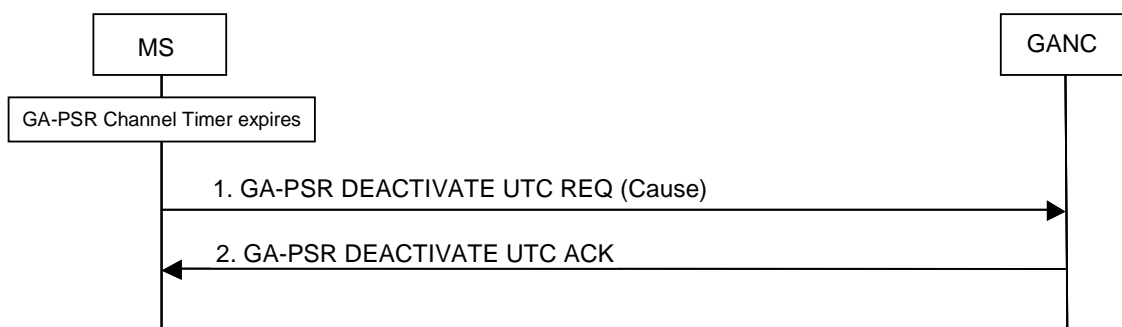 MS
GANC
GA-PSR Channel Timer expires
1. GA-PSR DEACTIVATE UTC REQ (Cause)
2. GA-PSR DEACTIVATE UTC ACK